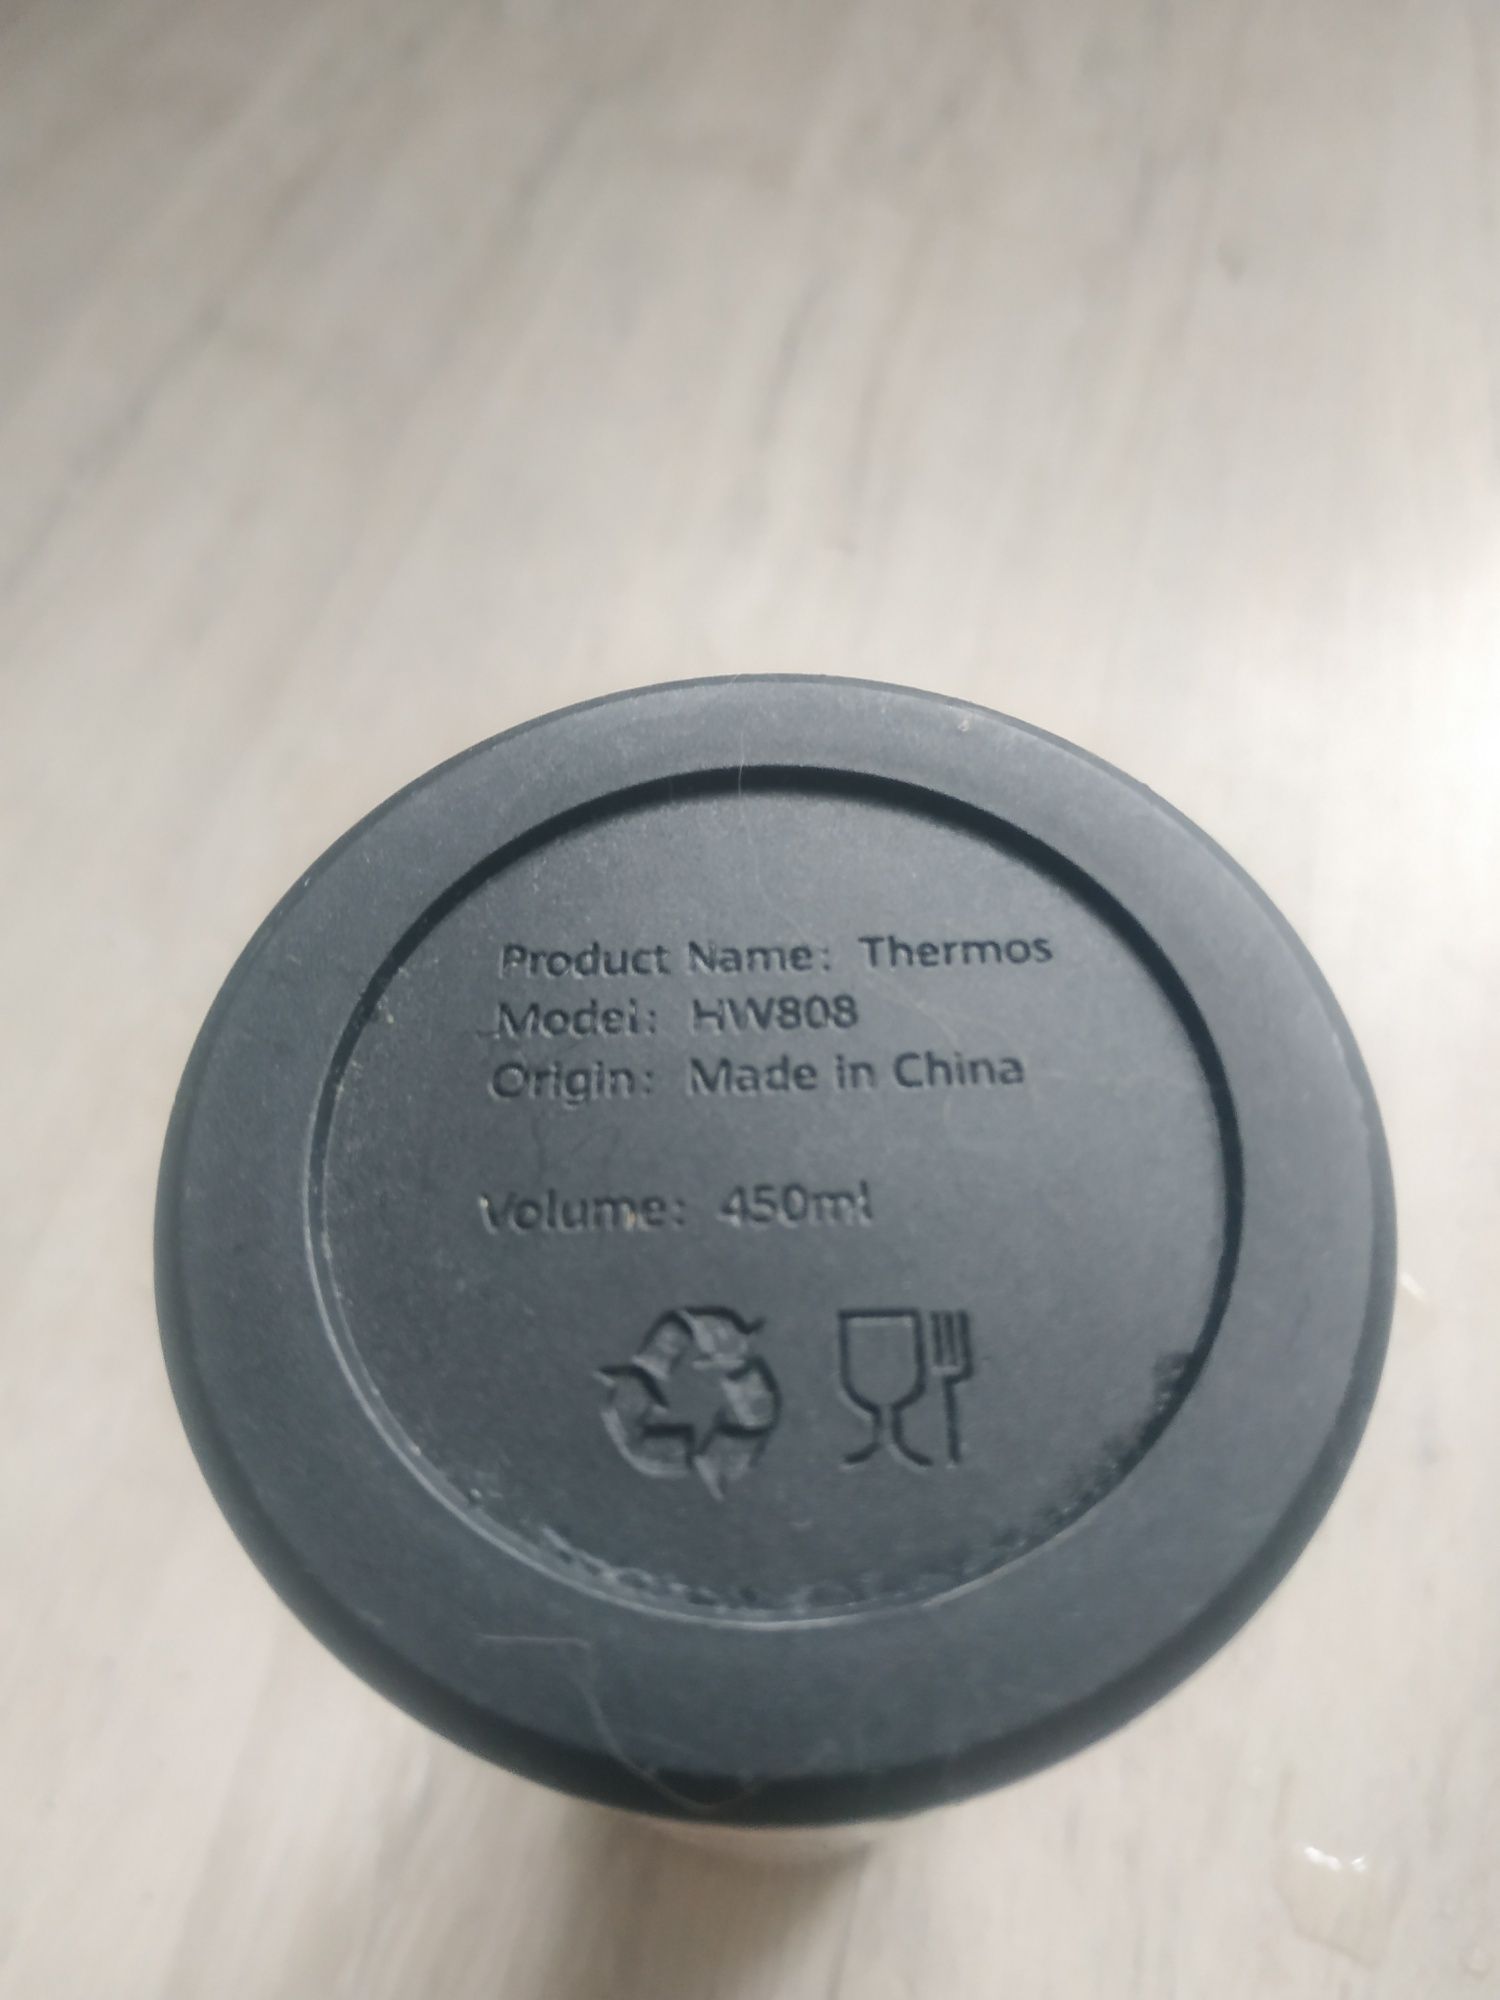 Product Name: Thermos
Model: HW808
Origin: Made in China
Volume: 450ml